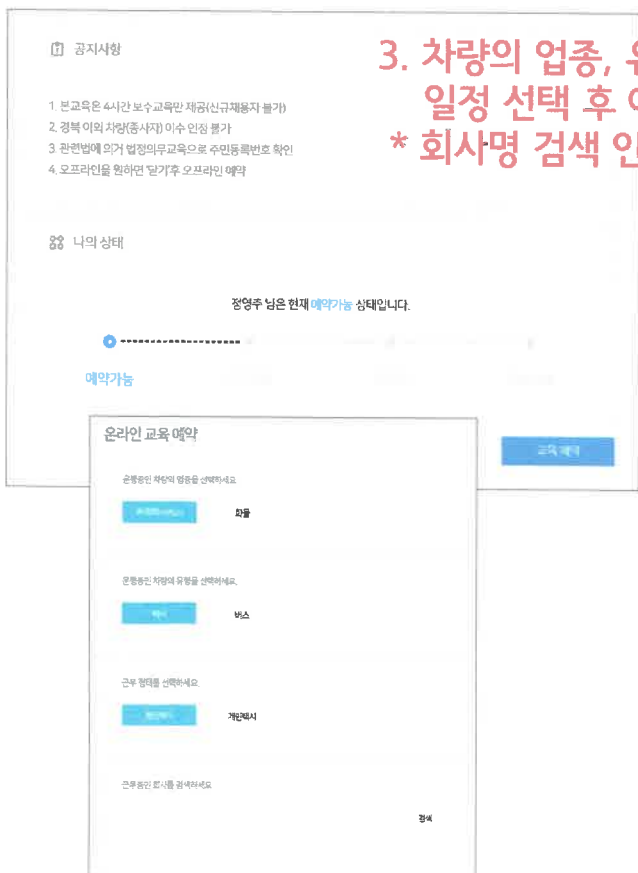 공지사항
3. 차량의 업종, 유
일정 선택 후 예
* 회사명 검색 안
1. 본교육은 4시간 보수교육만 제공(신규채용자 불가)
2. 경북 이외 차량(종사자) 이수 인정 불가
3. 관련법에 의거 법정의무교육으로 주민등록번호 확인
4. 오프라인을 원하면 '닫기'후 오프라인 예약
나의 상태
정영주 님은 현재 예약가능 상태입니다.
예약가능
교육 예약
온라인 교육 예약
운행중인 차량의 업종을 선택하세요
화물
운행중인 차량의 유형을 선택하세요.
택시
버스
근무 형태를 선택하세요.
개인택시
근무중인 회사를 검색하세요
검색